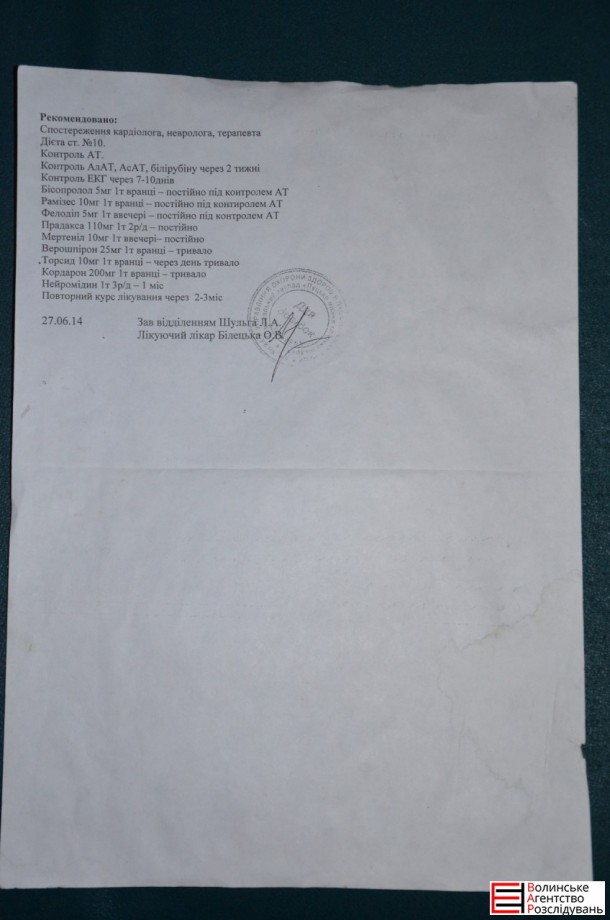 Рекомендовано:
Спостереження кардіолога, невролога, терапевта
Дієта ст. №10.
Контроль АТ.
Контроль АлАТ, АсАТ, білірубіну через 2 тижні
Контроль ЕКГ через 7-10днів
Бісопролол 5мг 1т вранці – постійно під контролем АТ
Рамізес 10мг 1т вранці – постійно під контиролем АТ
Фелодіп 5мг 1т ввечері – постійно під контролем АТ
Прадакса 110мг 1т 2р/д – постійно
Мертеніл 10мг 1т ввечері– постійно
Верошпірон 25мг 1т вранці – тривало
Торсид 10мг 1т вранці – через день тривало
Кордарон 200мг 1т вранці – тривало
Нейромідин 1т 3р/д – 1 міс
Повторний курс лікування через 2-3міс
27.06.14 Зав відділенням Шульга Л.А.
Лікуючий лікар Білецька О.В.
ОХОРОНИ ЗДОРОВ
Для
Волинське
Агентство
Розслідувань